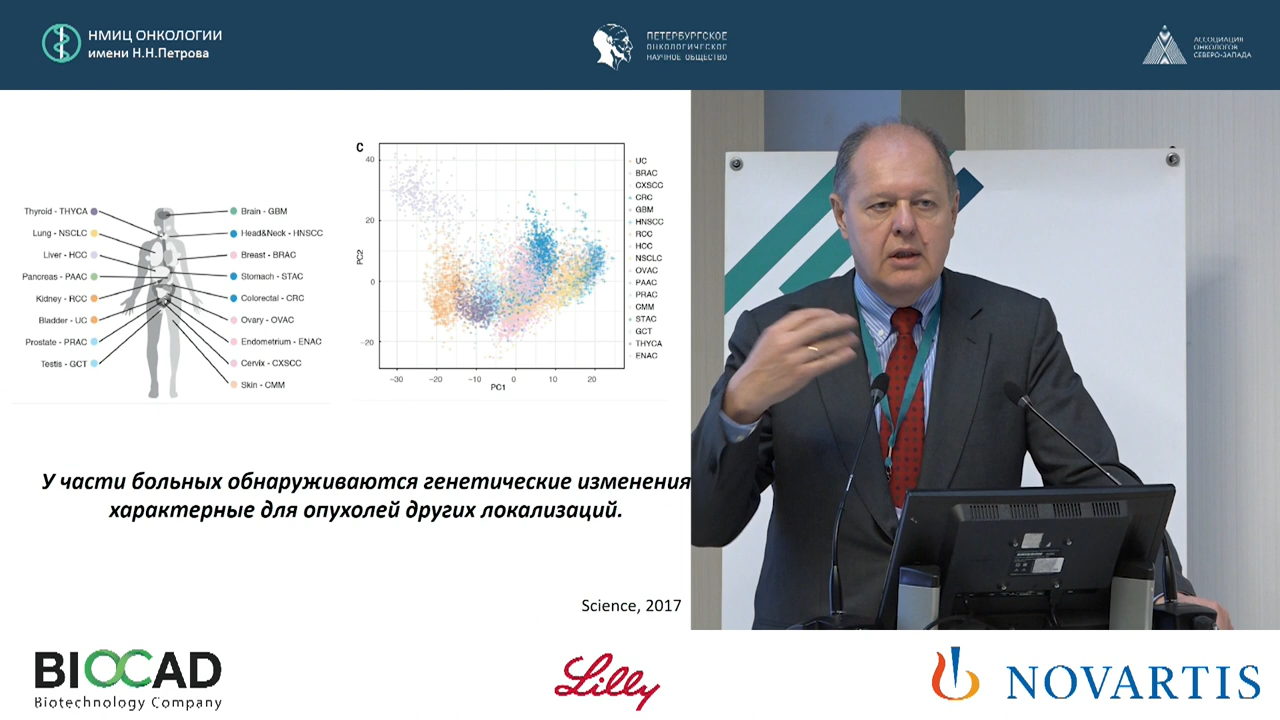 НМИЦ ОНКОЛОГИИ
имени Н.Н.Петрова
ПЕТЕРБУРГСКОЕ
ОНКОЛОГИЧЕСКОЕ
НАУЧНОЕ ОБЩЕСТВО
АССОЦИАЦИЯ
ОНКОЛОГОВ
СЕВЕРО-ЗАПАДА
Thyroid - THYCA
Lung - NSCLC
Liver - HCC
Pancreas - PAAC
Kidney - RCC
Bladder - UC
Prostate - PRAC
Testis - GCT
Brain - GBM
Head&Neck - HNSCC
Breast - BRAC
Stomach - STAC
Colorectal - CRC
Ovary - OVAC
Endometrium - ENAC
Cervix - CXSCC
Skin - CMM
C
40
20
0
-20
PC2
-30
-20
-10
0
10
20
PC1
UC
BRAC
CXSCC
CRC
GBM
HNSCC
RCC
HCC
NSCLC
OVAC
PAAC
PRAC
CMM
STAC
GCT
THYCA
ENAC
У части больных обнаруживаются генетические изменения
характерные для опухолей других локализаций.
Science, 2017
BIOCAD
Biotechnology Company
Lilly
NOVARTIS